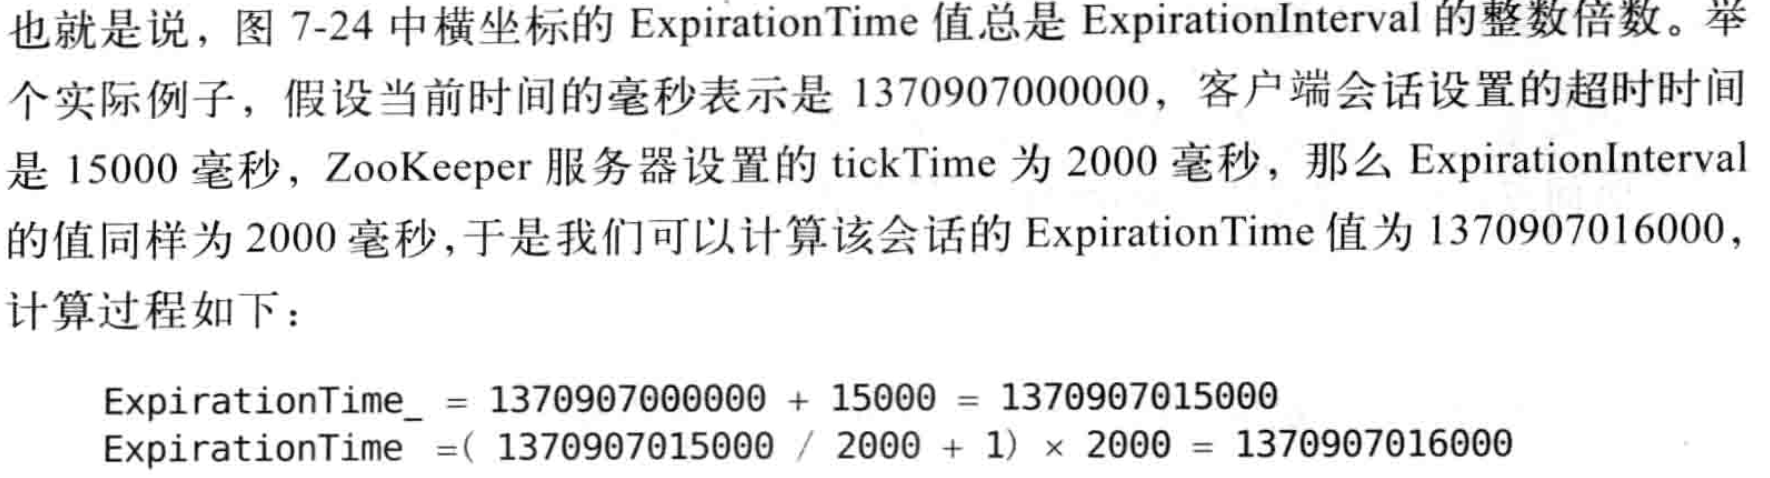 也就是说，图 7-24 中横坐标的 ExpirationTime 值总是 ExpirationInterval 的整数倍数。举
个实际例子，假设当前时间的毫秒表示是 1370907000000，客户端会话设置的超时时间
是 15000 毫秒，ZooKeeper 服务器设置的 tickTime 为 2000 毫秒，那么 ExpirationInterval
的值同样为 2000 毫秒，于是我们可以计算该会话的 ExpirationTime 值为 1370907016000，
计算过程如下：
ExpirationTime_ = 1370907000000 + 15000 = 1370907015000
ExpirationTime =( 1370907015000 / 2000 + 1) × 2000 = 1370907016000